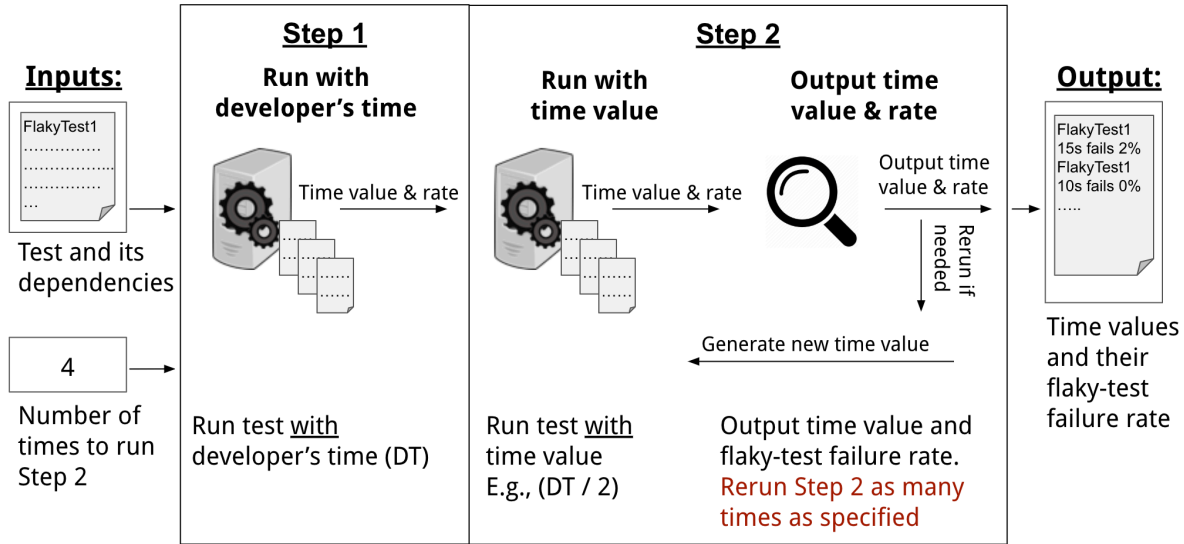 Inputs:
FlakyTest1
...............
....................
...............
...
Test and its
dependencies
4
Number of
times to run
Step 2
Step 1
Run with
developer's time
Time value & rate
Run test with
developer's time (DT)
Step 2
Run with
time value
Time value & rate
Run test with
time value
E.g., (DT / 2)
Output time
value & rate
Output time
value & rate
Rerun if
needed
Generate new time value
Output time value and
flaky-test failure rate.
Rerun Step 2 as many
times as specified
Output:
FlakyTest1
15s fails 2%
FlakyTest1
10s fails 0%
.....
Time values
and their
flaky-test
failure rate